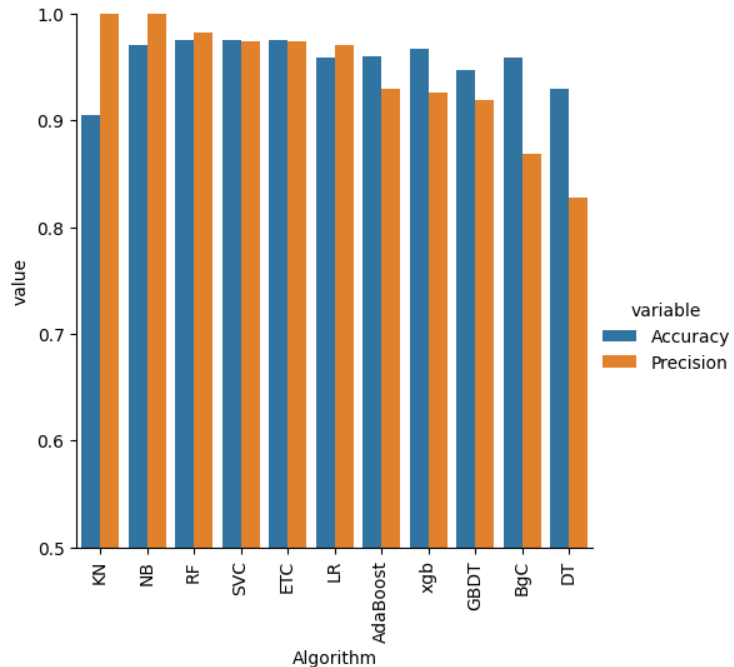 1.0
0.9
0.8
0.7
0.6
0.5
value
KN
NB
RF
SVC
ETC
LR
AdaBoost
xgb
GBDT
BgC
DT
Algorithm
variable
Accuracy
Precision